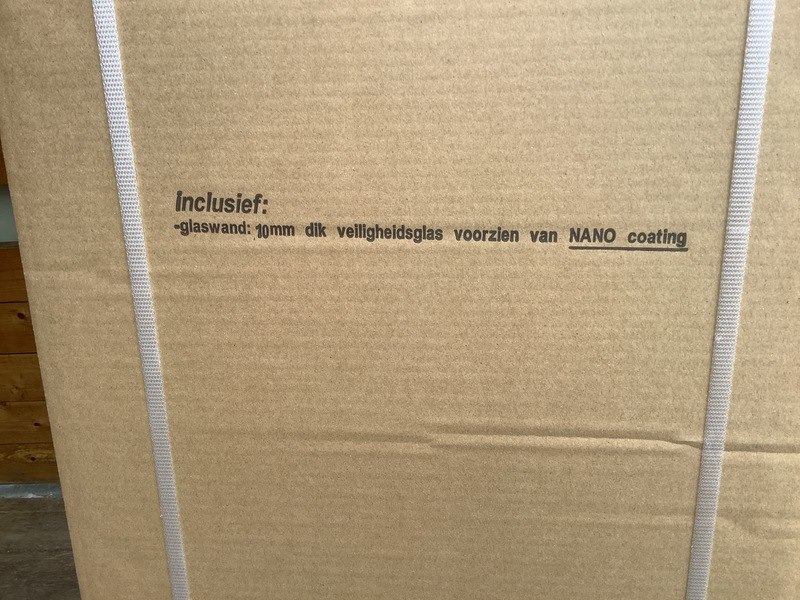 inclusief:
-glaswand: 10mm dik veiligheidsglas voorzien van NANO coating